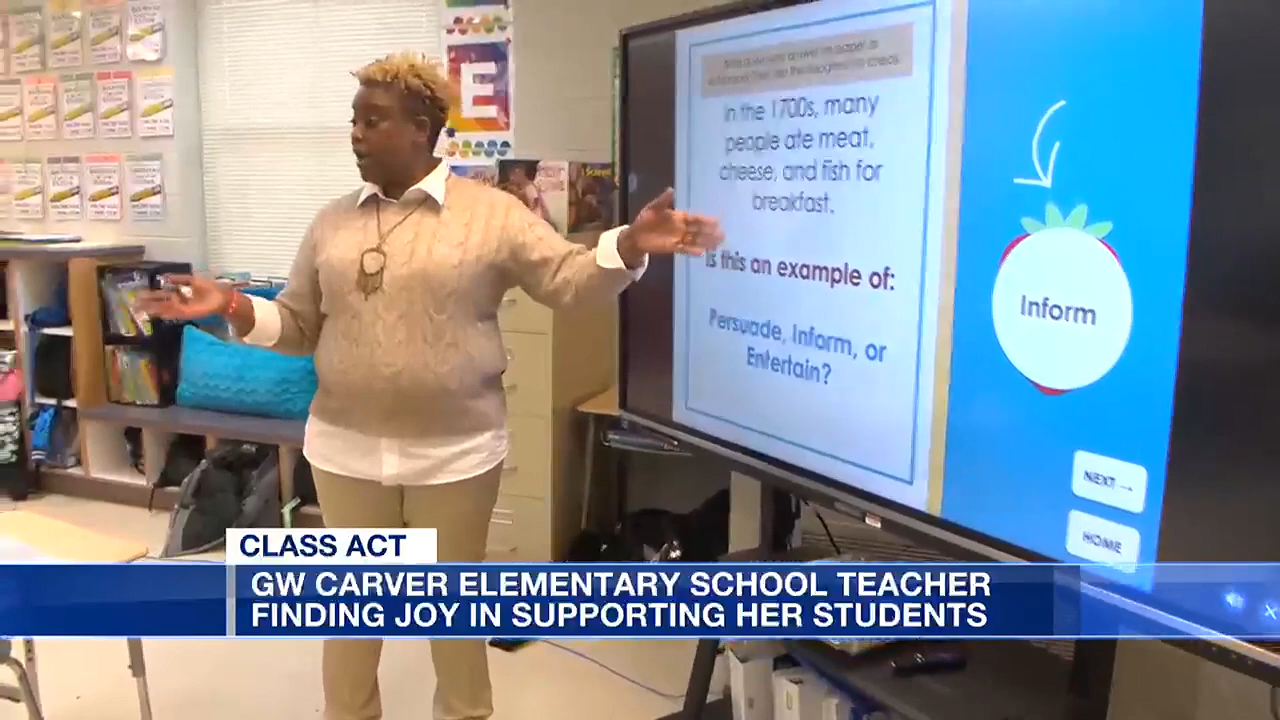 E
In the 1700s, many
people ate meat,
cheese, and fish for
breakfast.
Is this an example of:
Persuade, Inform, or
Entertain?
Inform
NEXT →
HOME
CLASS ACT
GW CARVER ELEMENTARY SCHOOL TEACHER
FINDING JOY IN SUPPORTING HER STUDENTS